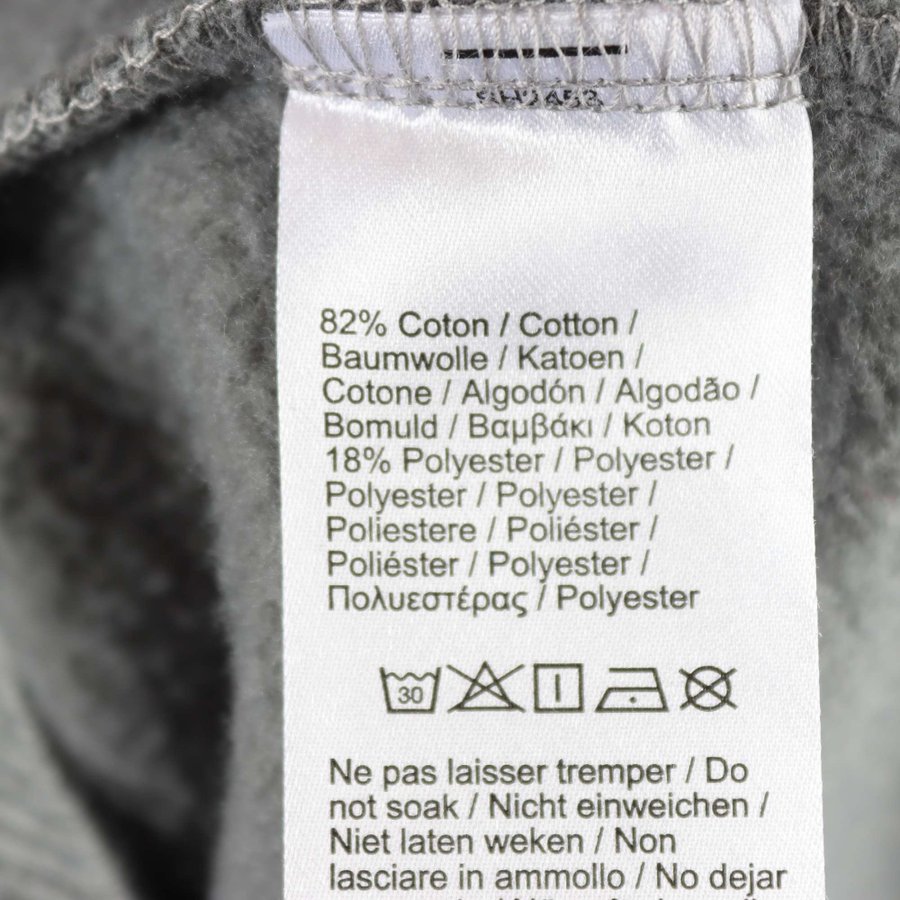 82% Coton / Cotton /
Baumwolle / Katoen /
Cotone / Algodón / Algodão /
Bomuld / Βαμβάκι / Koton
18% Polyester / Polyester /
Polyester / Polyester /
Poliestere / Poliéster /
Poliéster / Polyester /
Πολυεστέρας / Polyester
30
Ne pas laisser tremper / Do
not soak / Nicht einweichen /
Niet laten weken / Non
lasciare in ammollo / No dejar